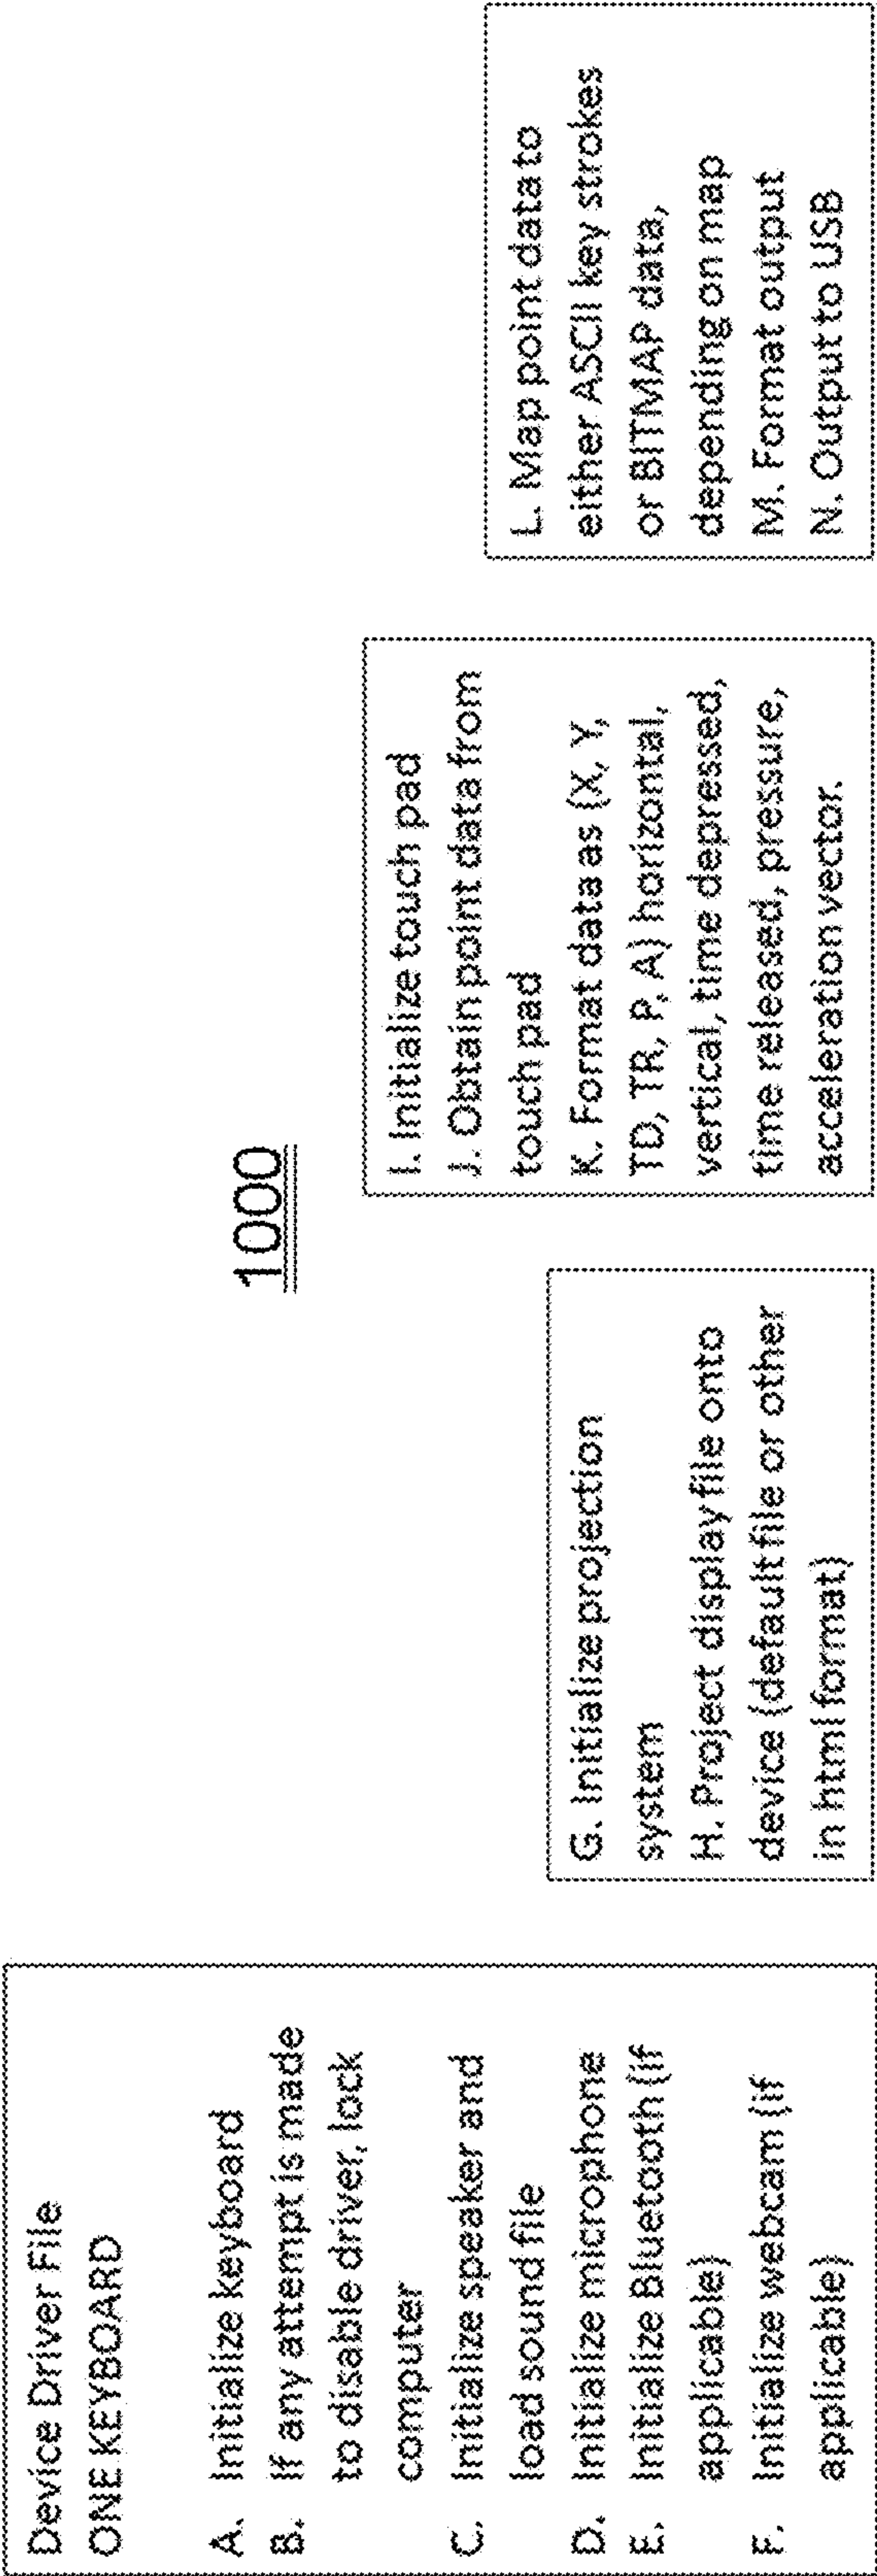 1000
Device Driver File
ONE KEYBOARD
A. Initialize keyboard
B. If any attempt is made
to disable driver, lock
computer
C. Initialize speaker and
load sound file
D. Initialize microphone
E. Initialize Bluetooth (if
applicable)
F. Initialize webcam (if
applicable)
G. Initialize projection
system
H. Project display file onto
device (default file or other
in html format)
I. Initialize touch pad
J. Obtain point data from
touch pad
K. Format data as (X, Y,
TD, TR, P, A) horizontal,
vertical, time depressed,
time released, pressure,
acceleration vector.
L. Map point data to
either ASCII key strokes
or BITMAP data,
depending on map
M. Format output
N. Output to USB